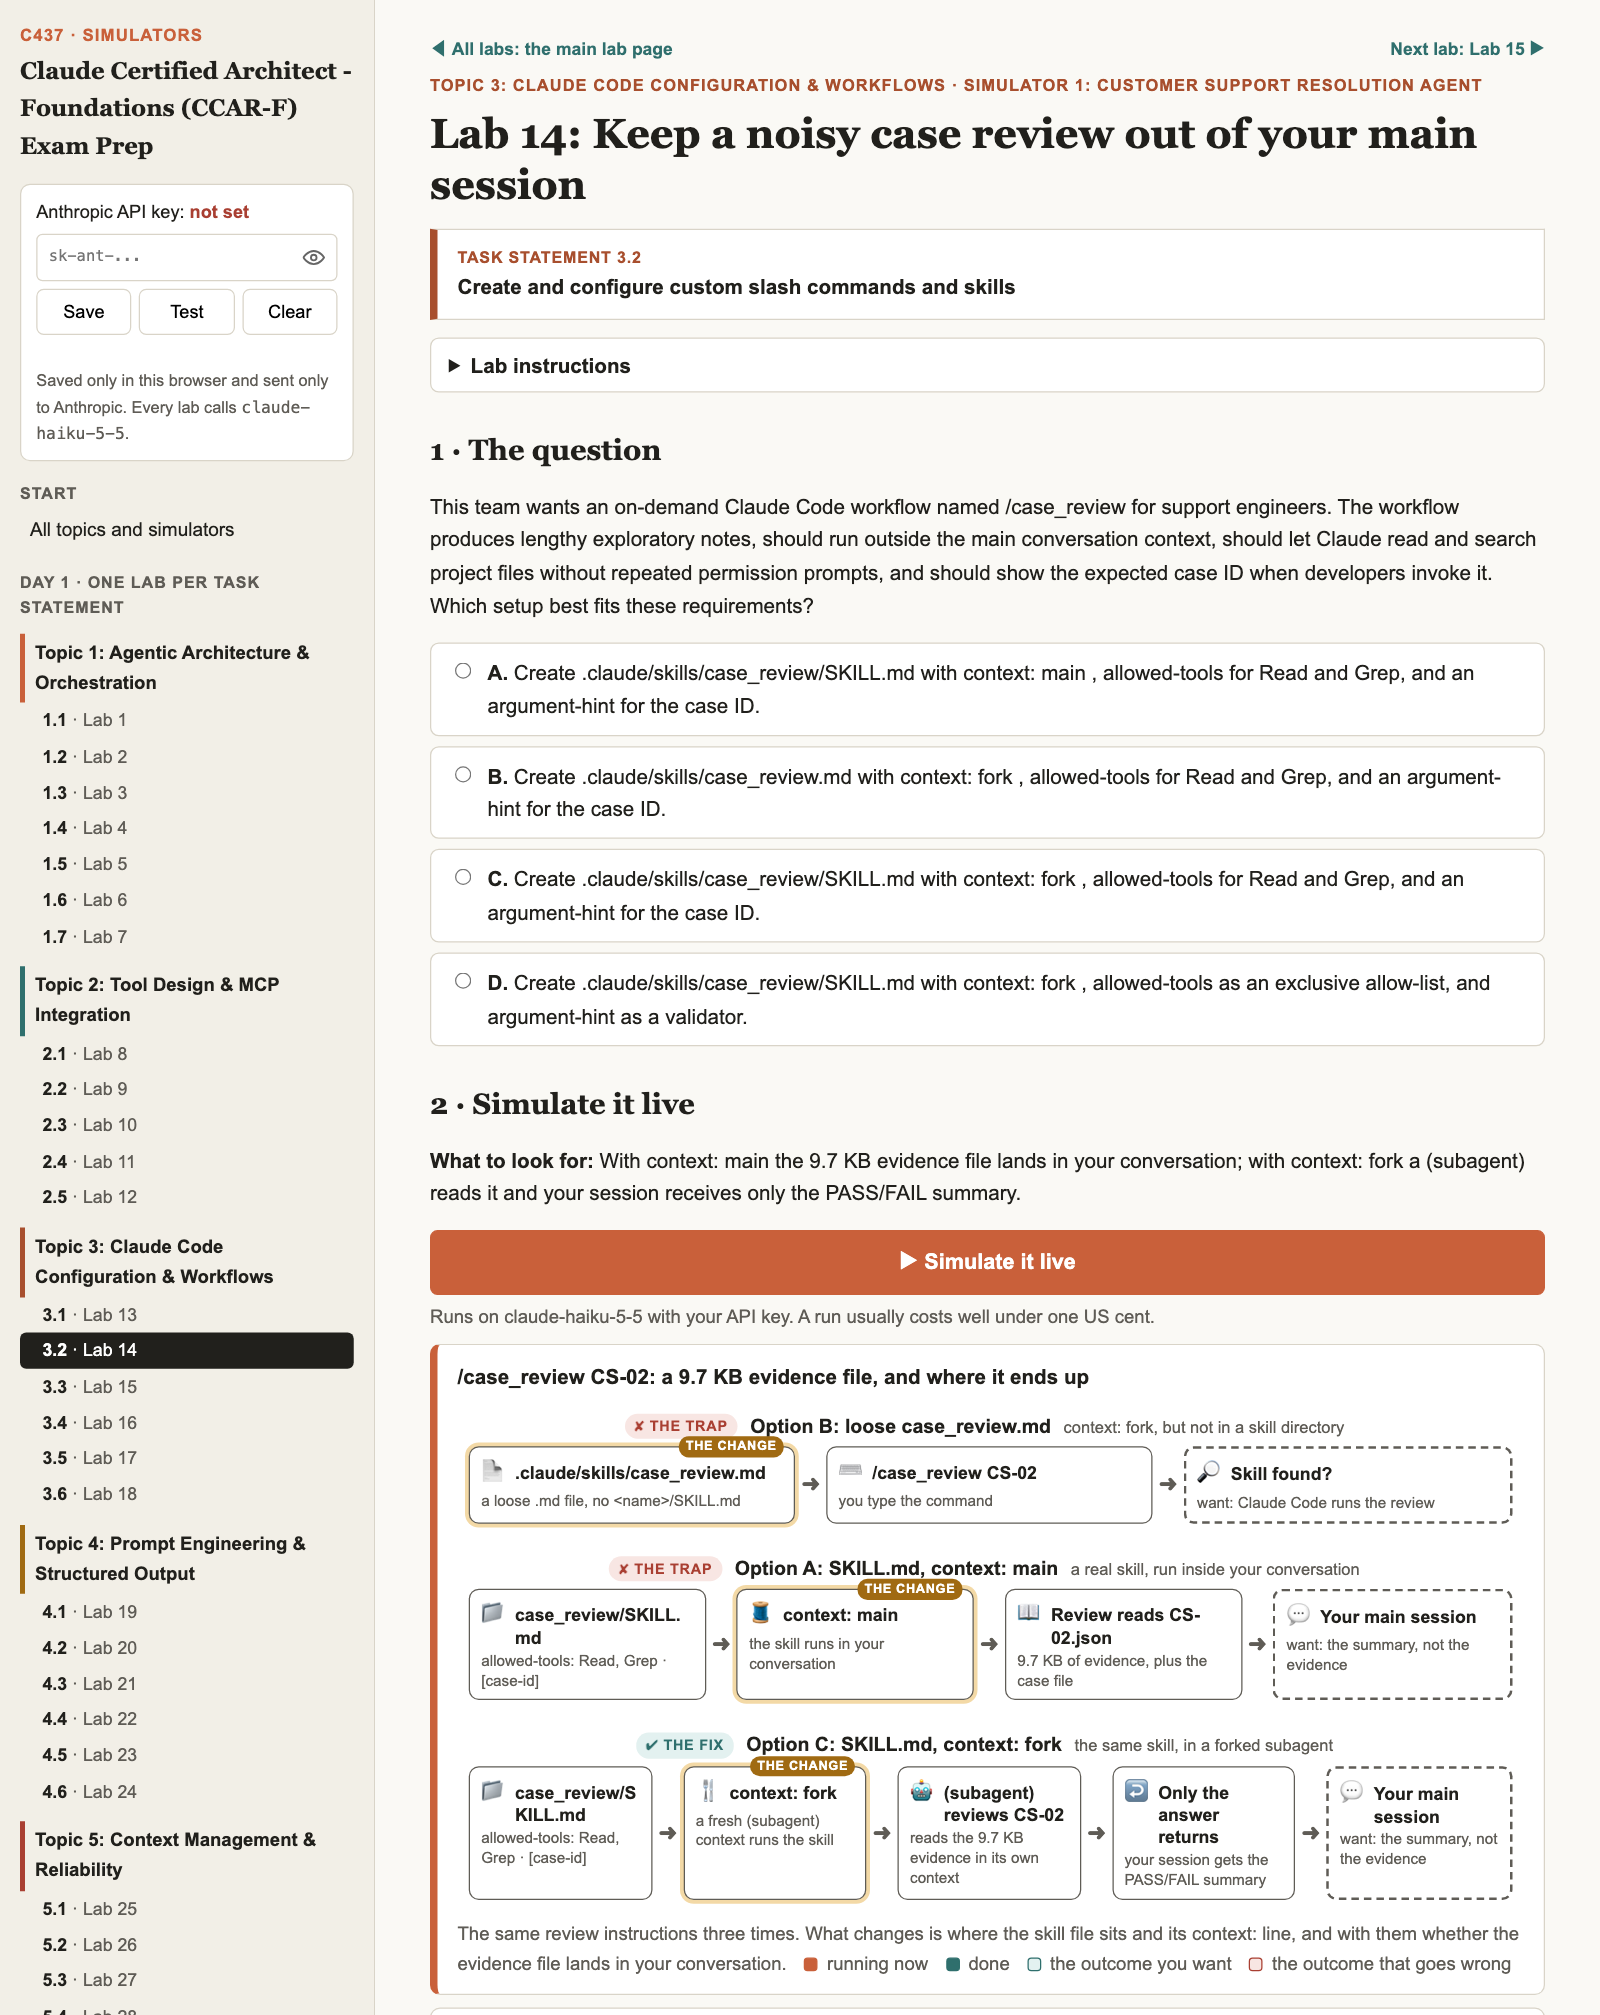 C437 · SIMULATORS
Claude Certified Architect -
Foundations (CCAR-F)
Exam Prep
Anthropic API key: not set
sk-ant-...
Save
Test
Clear
Saved only in this browser and sent only
to Anthropic. Every lab calls claude-
haiku-5-5.
START
All topics and simulators
DAY 1 · ONE LAB PER TASK
STATEMENT
Topic 1: Agentic Architecture &
Orchestration
1.1 · Lab 1
1.2 · Lab 2
1.3 · Lab 3
1.4 · Lab 4
1.5 · Lab 5
1.6 · Lab 6
1.7 · Lab 7
Topic 2: Tool Design & MCP
Integration
2.1 · Lab 8
2.2 · Lab 9
2.3 · Lab 10
2.4 · Lab 11
2.5 · Lab 12
Topic 3: Claude Code
Configuration & Workflows
3.1 · Lab 13
3.2 · Lab 14
3.3 · Lab 15
3.4 · Lab 16
3.5 · Lab 17
3.6 · Lab 18
Topic 4: Prompt Engineering &
Structured Output
4.1 · Lab 19
4.2 · Lab 20
4.3 · Lab 21
4.4 · Lab 22
4.5 · Lab 23
4.6 · Lab 24
Topic 5: Context Management &
Reliability
5.1 · Lab 25
5.2 · Lab 26
5.3 · Lab 27
◀ All labs: the main lab page
Next lab: Lab 15 ▶
TOPIC 3: CLAUDE CODE CONFIGURATION & WORKFLOWS · SIMULATOR 1: CUSTOMER SUPPORT RESOLUTION AGENT
Lab 14: Keep a noisy case review out of your main
session
TASK STATEMENT 3.2
Create and configure custom slash commands and skills
▶ Lab instructions
1 · The question
This team wants an on-demand Claude Code workflow named /case_review for support engineers. The workflow
produces lengthy exploratory notes, should run outside the main conversation context, should let Claude read and search
project files without repeated permission prompts, and should show the expected case ID when developers invoke it.
Which setup best fits these requirements?
A. Create .claude/skills/case_review/SKILL.md with context: main , allowed-tools for Read and Grep, and an
argument-hint for the case ID.
B. Create .claude/skills/case_review.md with context: fork , allowed-tools for Read and Grep, and an argument-
hint for the case ID.
C. Create .claude/skills/case_review/SKILL.md with context: fork , allowed-tools for Read and Grep, and an
argument-hint for the case ID.
D. Create .claude/skills/case_review/SKILL.md with context: fork , allowed-tools as an exclusive allow-list, and
argument-hint as a validator.
2 · Simulate it live
What to look for: With context: main the 9.7 KB evidence file lands in your conversation; with context: fork a (subagent)
reads it and your session receives only the PASS/FAIL summary.
▶ Simulate it live
Runs on claude-haiku-5-5 with your API key. A run usually costs well under one US cent.
/case_review CS-02: a 9.7 KB evidence file, and where it ends up
✘ THE TRAP Option B: loose case_review.md context: fork, but not in a skill directory
THE CHANGE
.claude/skills/case_review.md
a loose .md file, no <name>/SKILL.md
➜
/case_review CS-02
you type the command
➜
Skill found?
want: Claude Code runs the review
✘ THE TRAP Option A: SKILL.md, context: main a real skill, run inside your conversation
case_review/SKILL.
md
allowed-tools: Read, Grep ·
[case-id]
➜
THE CHANGE
context: main
the skill runs in your
conversation
➜
Review reads CS-
02.json
9.7 KB of evidence, plus the
case file
➜
Your main session
want: the summary, not the
evidence
✔ THE FIX Option C: SKILL.md, context: fork the same skill, in a forked subagent
case_review/S
KILL.md
allowed-tools: Read,
Grep · [case-id]
➜
THE CHANGE
context: fork
a fresh (subagent)
context runs the skill
➜
(subagent)
reviews CS-02
reads the 9.7 KB
evidence in its own
context
➜
Only the
answer
returns
your session gets the
PASS/FAIL summary
➜
Your main
session
want: the summary, not
the evidence
The same review instructions three times. What changes is where the skill file sits and its context: line, and with them whether the
evidence file lands in your conversation. running now done the outcome you want the outcome that goes wrong